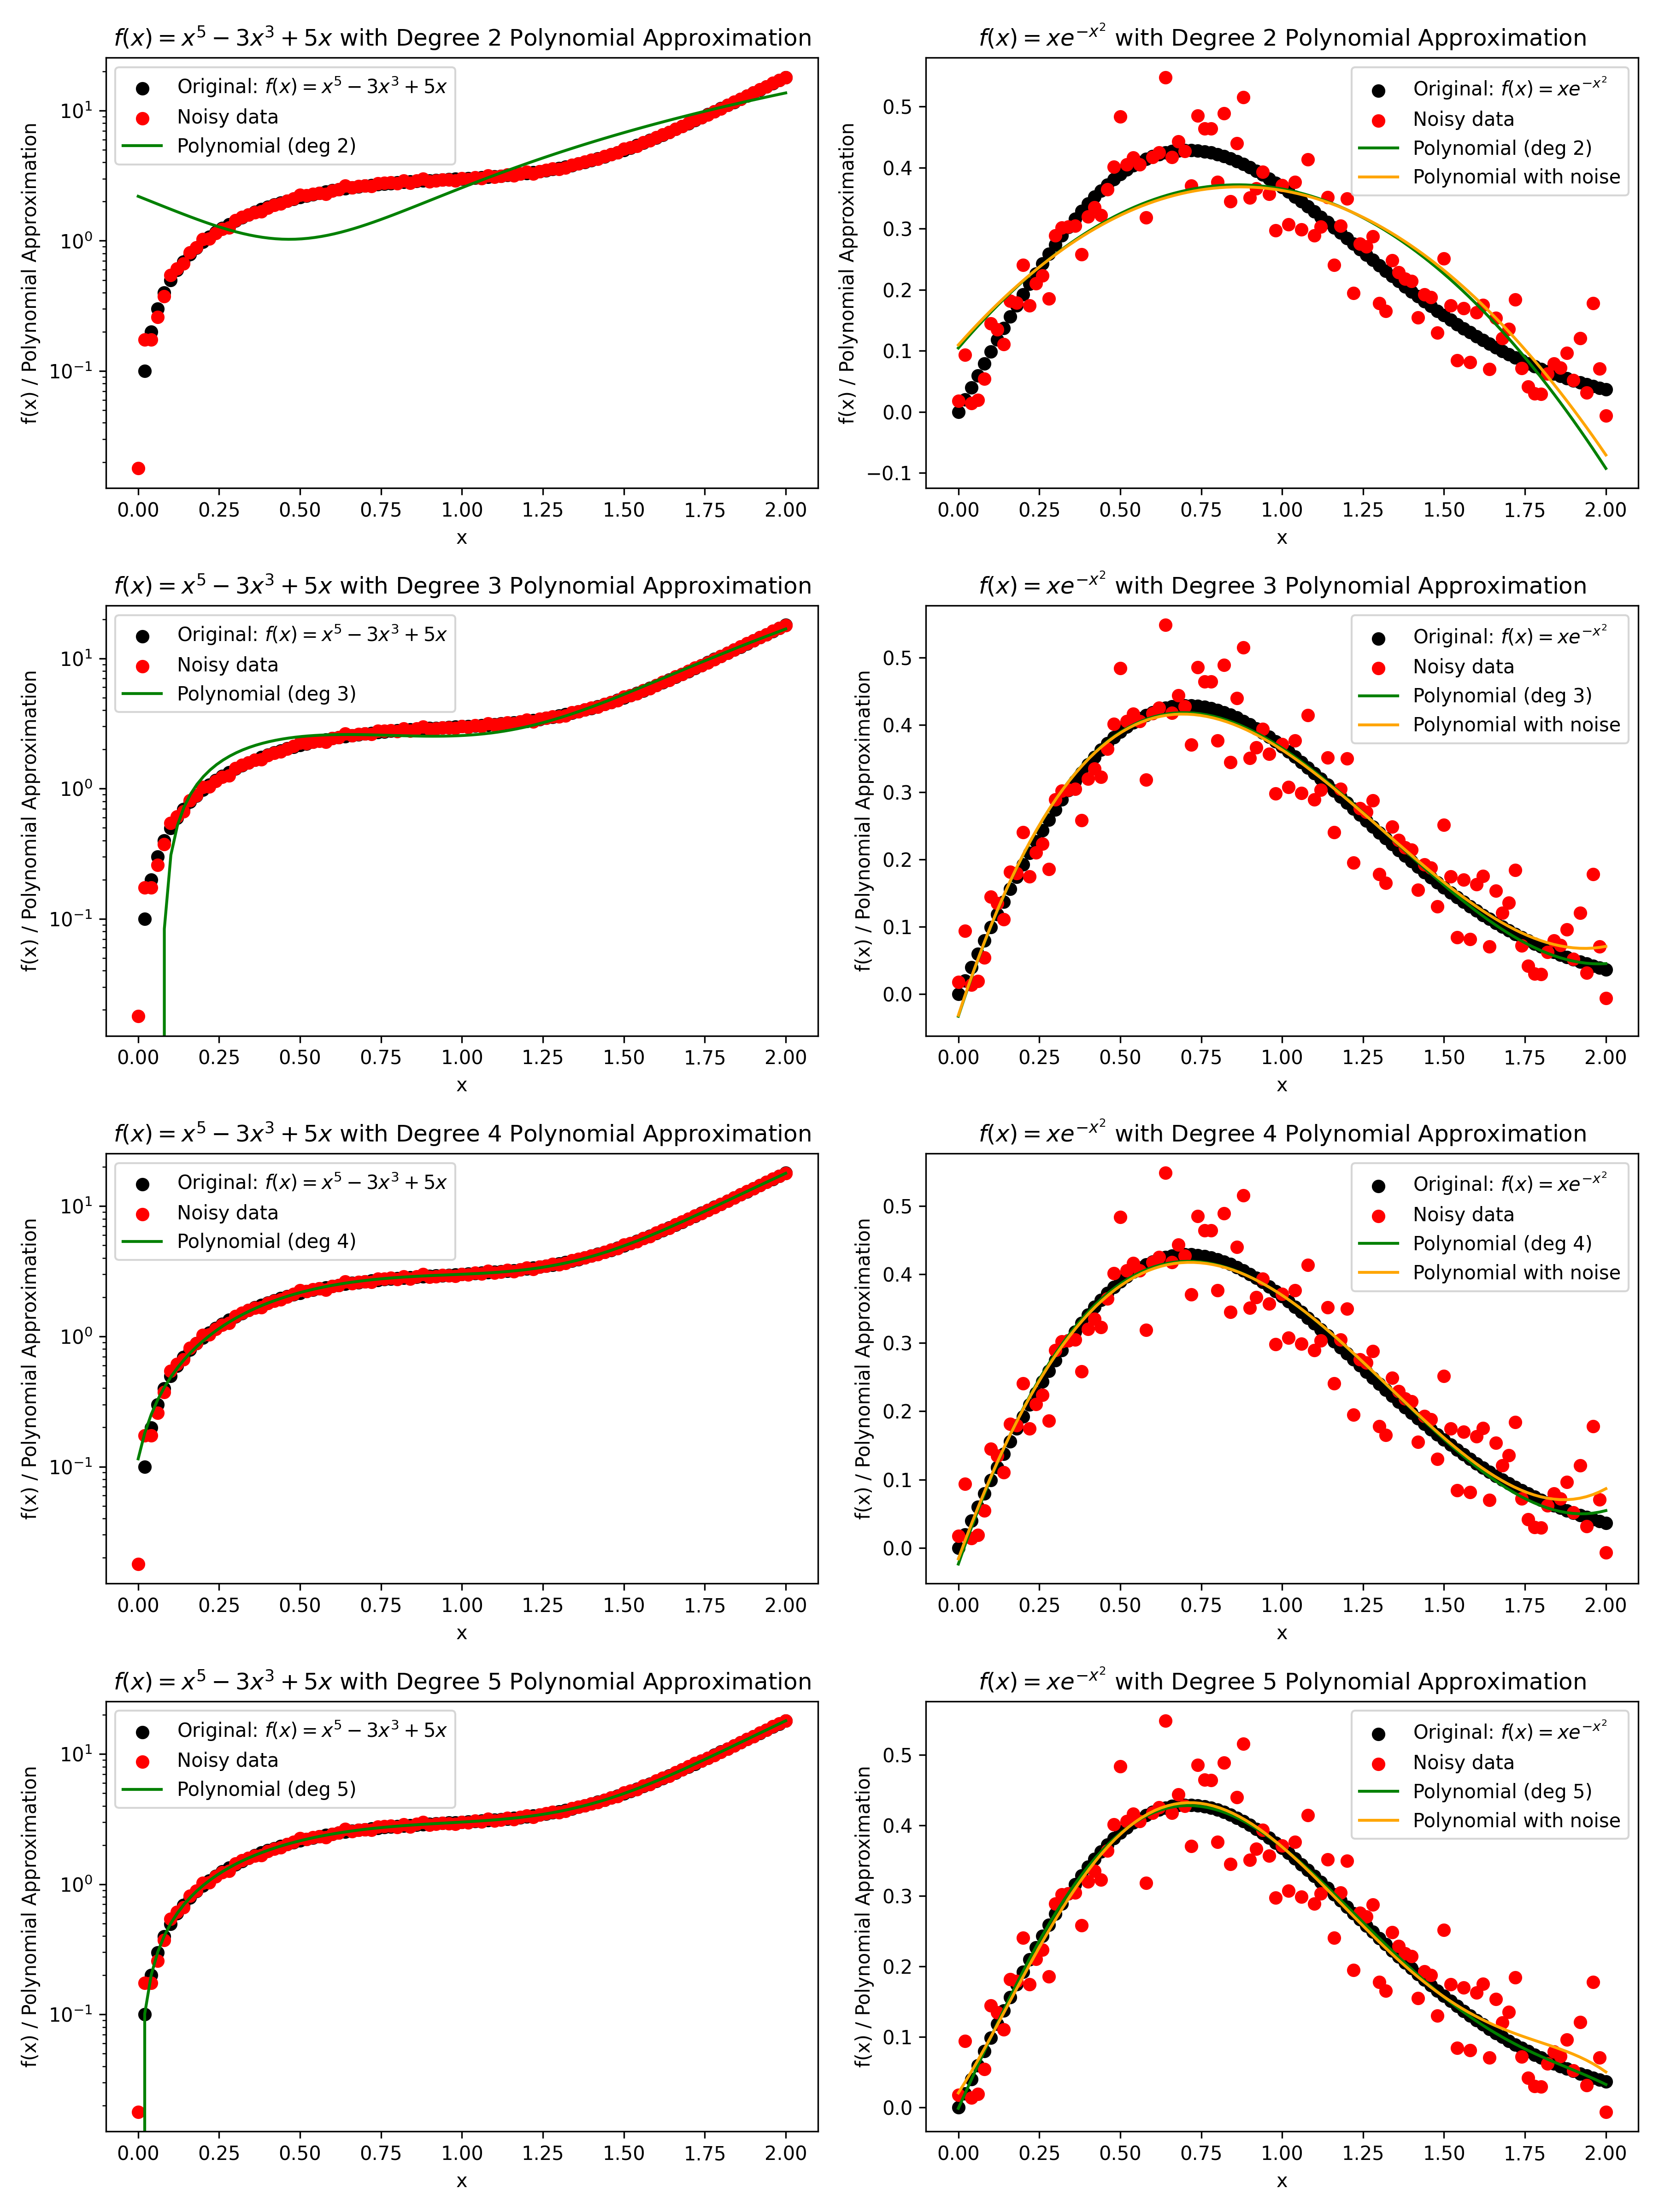 f(x) = x⁵ − 3x³ + 5x with Degree 2 Polynomial Approximation
Original: f(x) = x⁵ − 3x³ + 5x
Noisy data
Polynomial (deg 2)
f(x) / Polynomial Approximation
10¹
10⁰
10⁻¹
0.00 0.25 0.50 0.75 1.00 1.25 1.50 1.75 2.00
x
f(x) = xe^{−x²} with Degree 2 Polynomial Approximation
Original: f(x) = xe^{−x²}
Noisy data
Polynomial (deg 2)
Polynomial with noise
f(x) / Polynomial Approximation
0.5
0.4
0.3
0.2
0.1
0.0
−0.1
0.00 0.25 0.50 0.75 1.00 1.25 1.50 1.75 2.00
x
f(x) = x⁵ − 3x³ + 5x with Degree 3 Polynomial Approximation
Original: f(x) = x⁵ − 3x³ + 5x
Noisy data
Polynomial (deg 3)
f(x) / Polynomial Approximation
10¹
10⁰
10⁻¹
0.00 0.25 0.50 0.75 1.00 1.25 1.50 1.75 2.00
x
f(x) = xe^{−x²} with Degree 3 Polynomial Approximation
Original: f(x) = xe^{−x²}
Noisy data
Polynomial (deg 3)
Polynomial with noise
f(x) / Polynomial Approximation
0.5
0.4
0.3
0.2
0.1
0.0
0.00 0.25 0.50 0.75 1.00 1.25 1.50 1.75 2.00
x
f(x) = x⁵ − 3x³ + 5x with Degree 4 Polynomial Approximation
Original: f(x) = x⁵ − 3x³ + 5x
Noisy data
Polynomial (deg 4)
f(x) / Polynomial Approximation
10¹
10⁰
10⁻¹
0.00 0.25 0.50 0.75 1.00 1.25 1.50 1.75 2.00
x
f(x) = xe^{−x²} with Degree 4 Polynomial Approximation
Original: f(x) = xe^{−x²}
Noisy data
Polynomial (deg 4)
Polynomial with noise
f(x) / Polynomial Approximation
0.5
0.4
0.3
0.2
0.1
0.0
0.00 0.25 0.50 0.75 1.00 1.25 1.50 1.75 2.00
x
f(x) = x⁵ − 3x³ + 5x with Degree 5 Polynomial Approximation
Original: f(x) = x⁵ − 3x³ + 5x
Noisy data
Polynomial (deg 5)
f(x) / Polynomial Approximation
10¹
10⁰
10⁻¹
0.00 0.25 0.50 0.75 1.00 1.25 1.50 1.75 2.00
x
f(x) = xe^{−x²} with Degree 5 Polynomial Approximation
Original: f(x) = xe^{−x²}
Noisy data
Polynomial (deg 5)
Polynomial with noise
f(x) / Polynomial Approximation
0.5
0.4
0.3
0.2
0.1
0.0
0.00 0.25 0.50 0.75 1.00 1.25 1.50 1.75 2.00
x